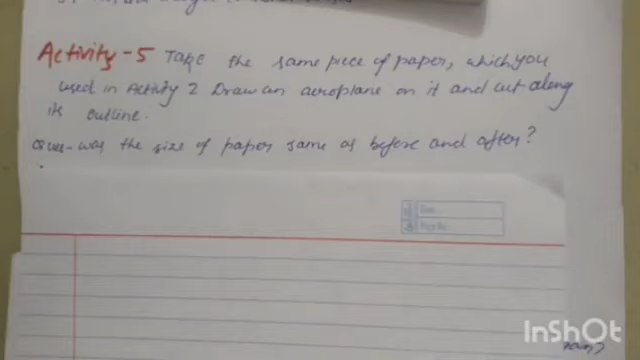 Activity - 5 Take the same piece of paper, which you
used in Activity 2 Draw an aeroplane on it and cut along
its outline.
Que - was the size of paper same as before and after?
InShOt